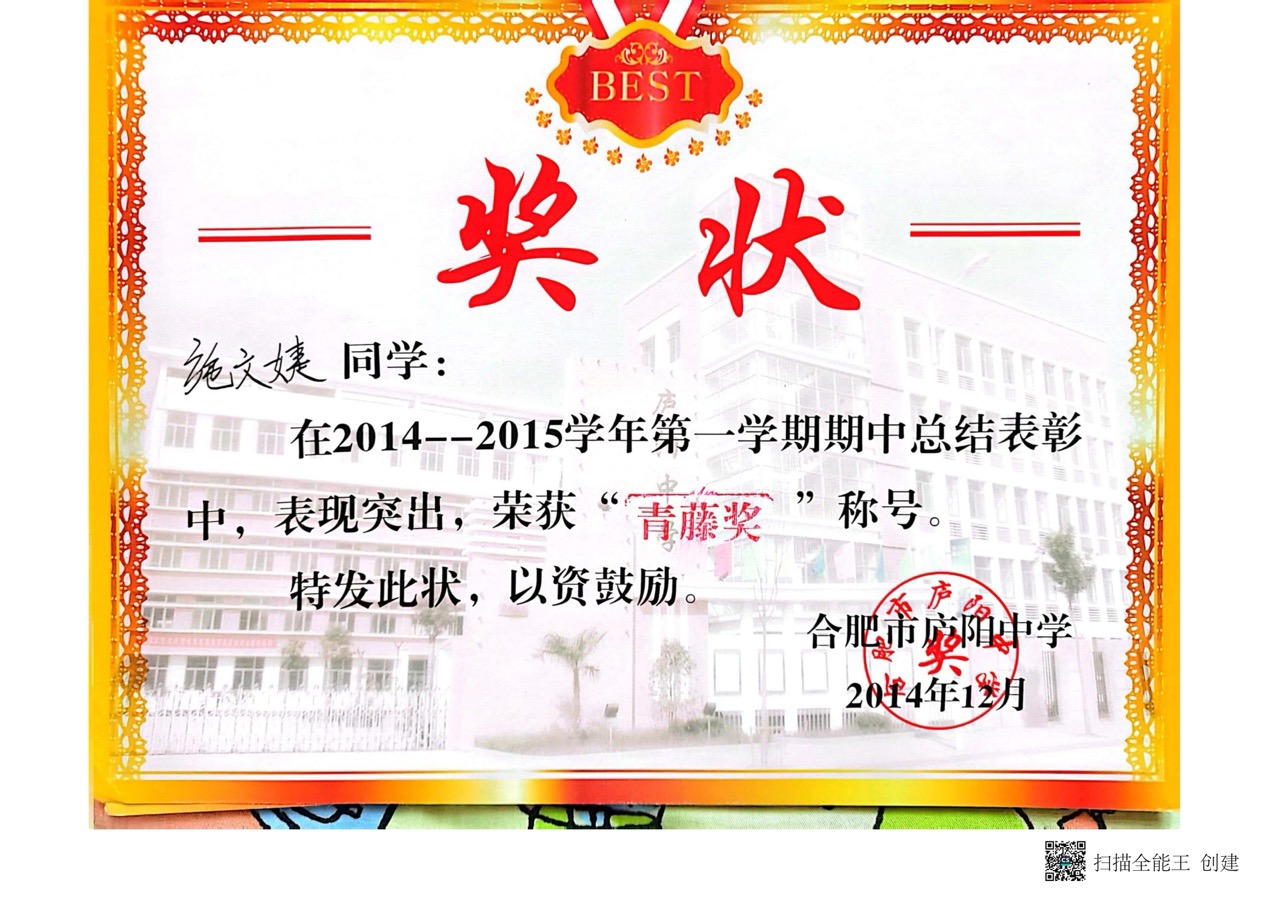 BEST
奖状
施文婕 同学：
在2014--2015学年第一学期期中总结表彰
中，表现突出，荣获“青藤奖”称号。
特发此状，以资鼓励。
合肥市庐阳中学
2014年12月
合肥市庐阳中学
奖
庐阳中学
扫描全能王 创建